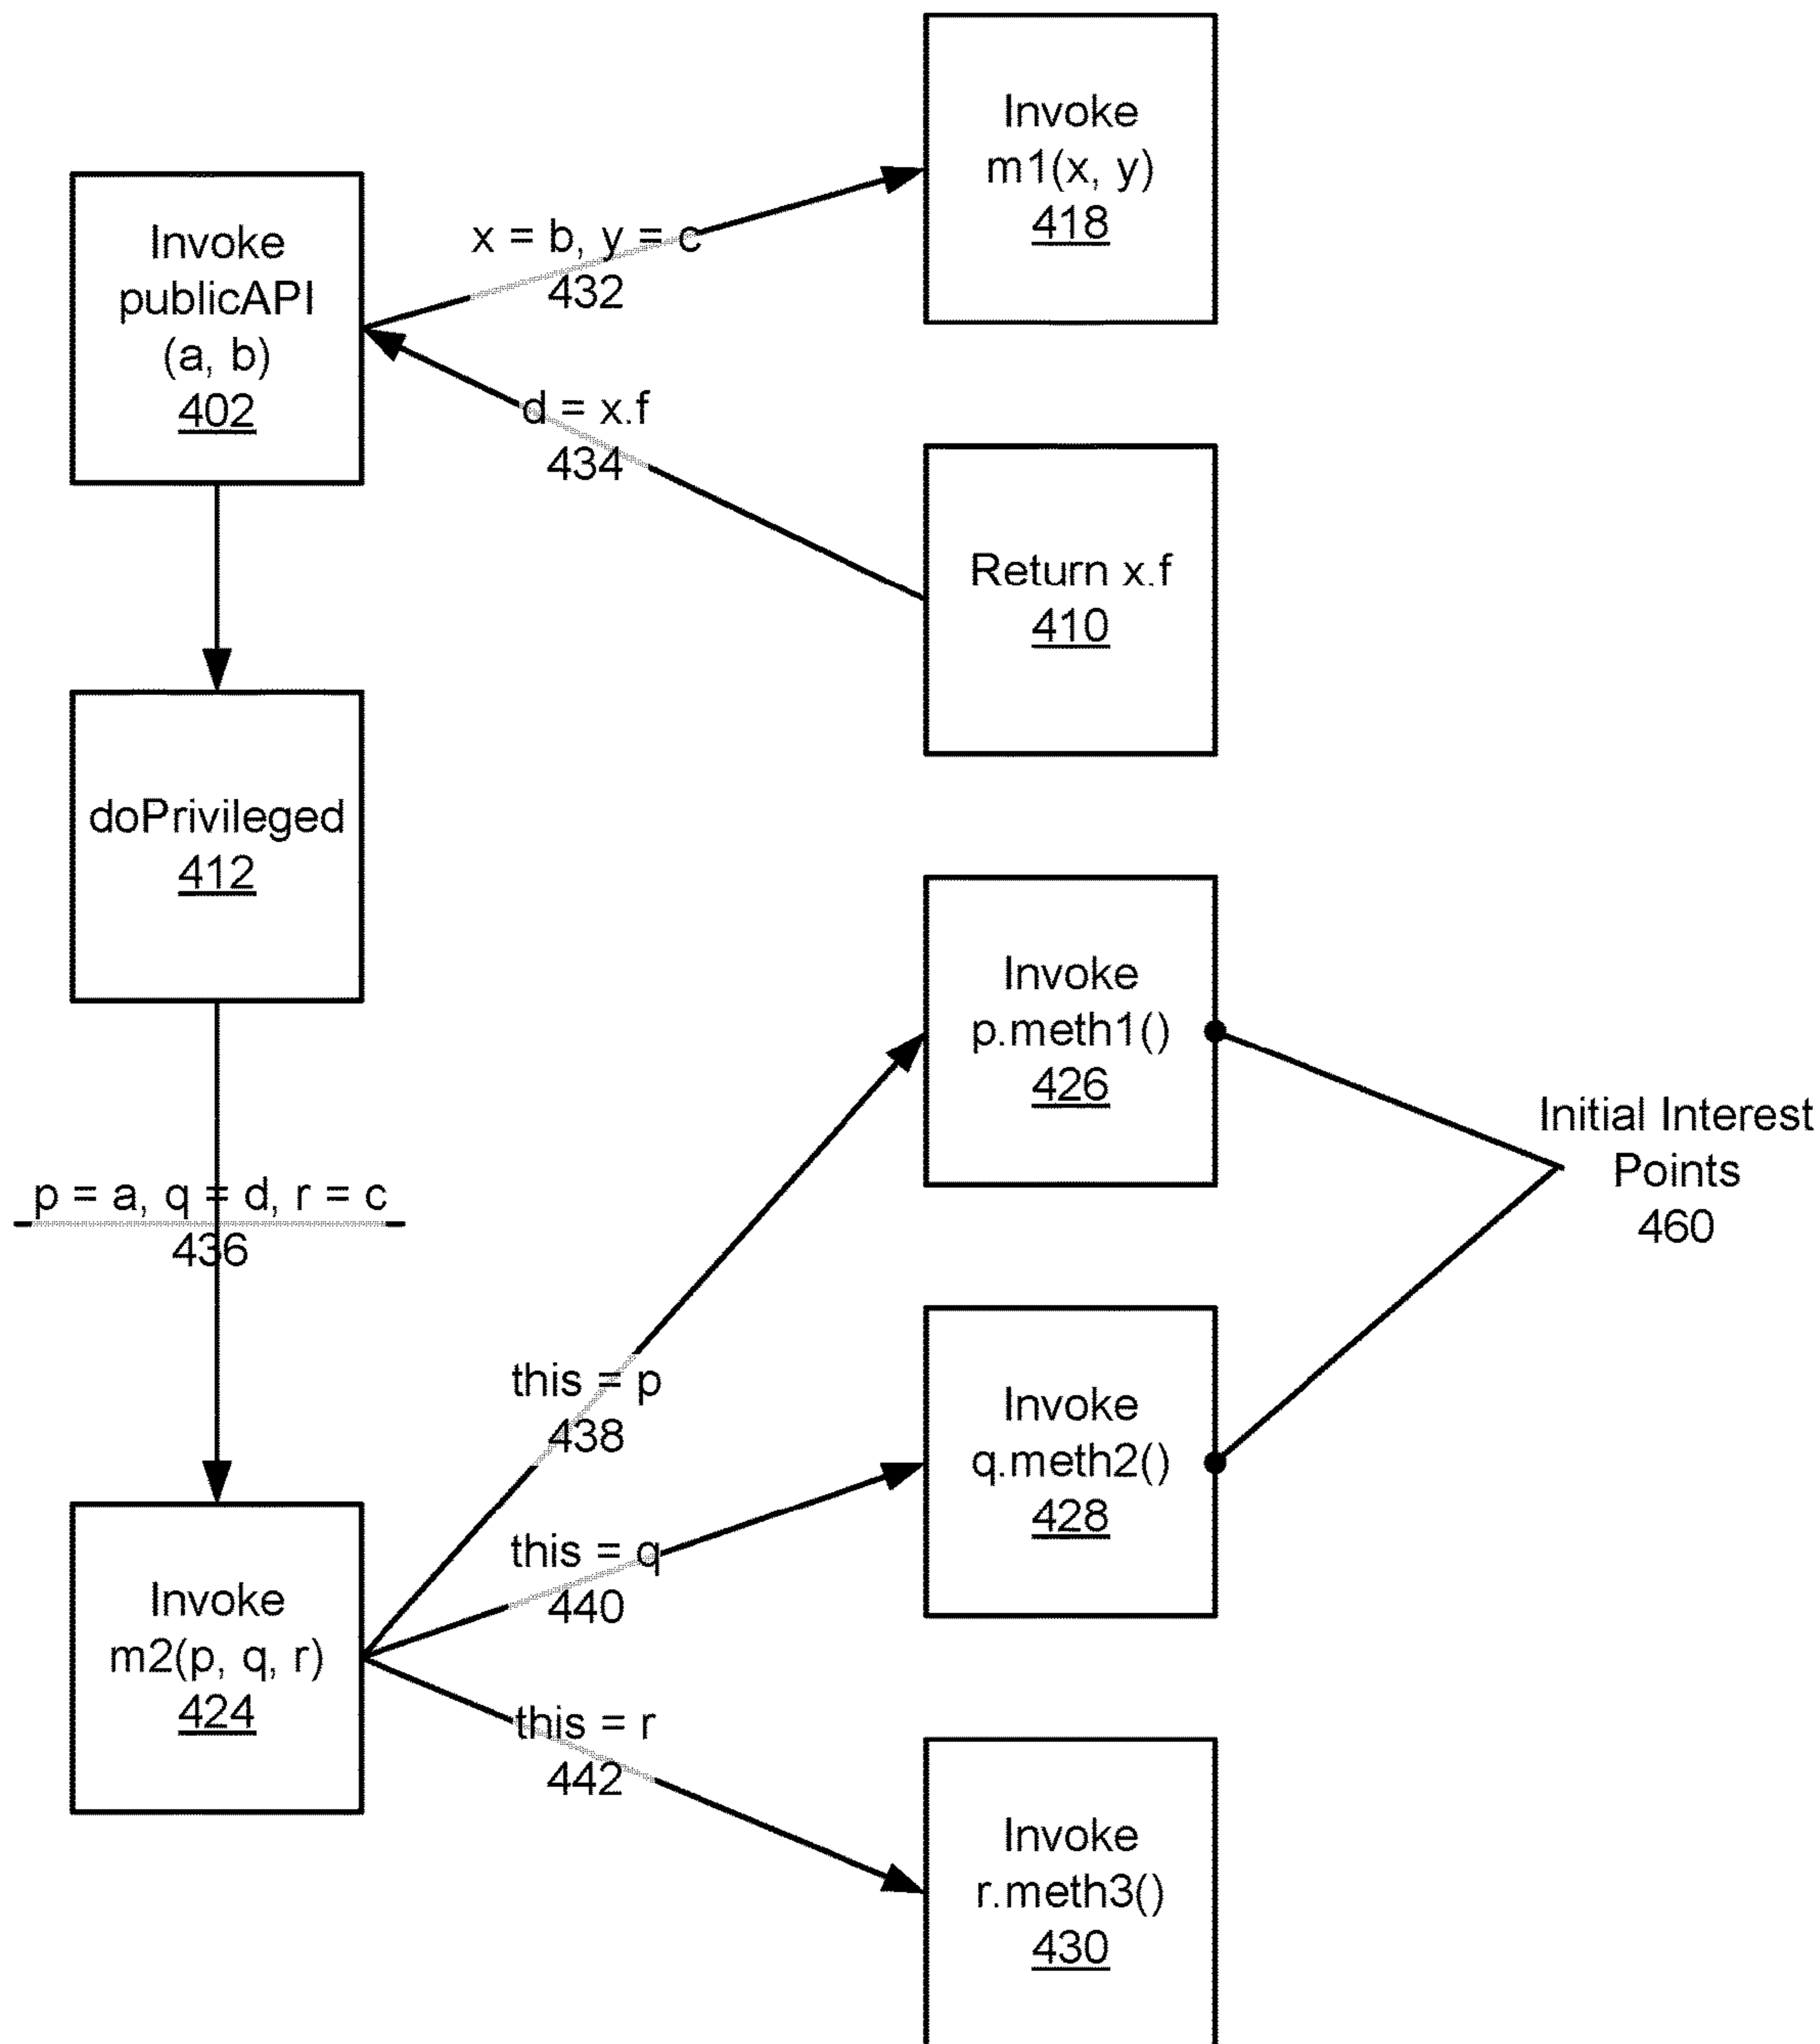 Invoke
m1(x, y)
418
Invoke
publicAPI
(a, b)
402
x = b, y = c
432
d = x.f
434
Return x.f
410
doPrivileged
412
Invoke
p.meth1()
426
Initial Interest
Points
460
p = a, q = d, r = c
436
this = p
438
Invoke
q.meth2()
428
this = q
440
Invoke
m2(p, q, r)
424
this = r
442
Invoke
r.meth3()
430